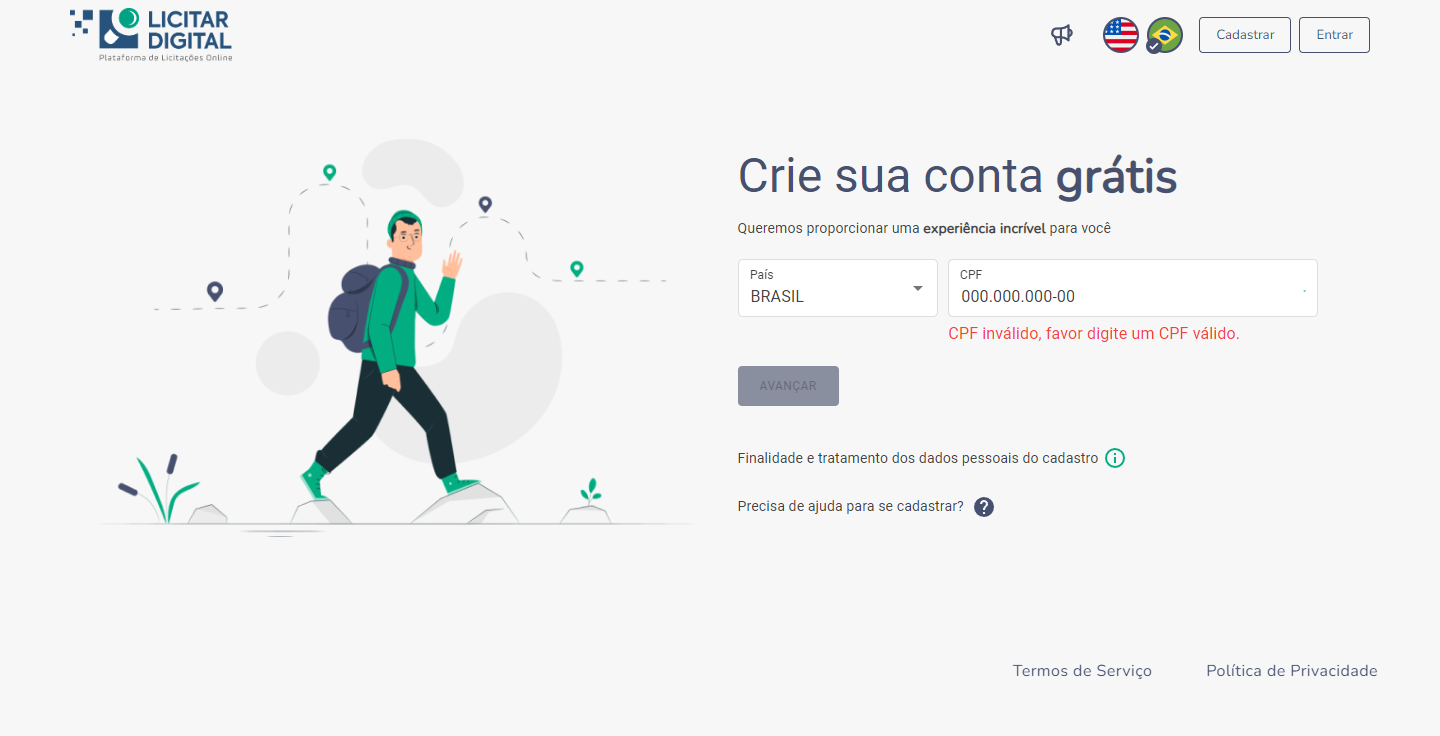 LICITAR
DIGITAL
Plataforma de Licitações Online
Cadastrar
Entrar
Crie sua conta grátis
Queremos proporcionar uma experiência incrível para você
País
BRASIL
CPF
000.000.000-00
CPF inválido, favor digite um CPF válido.
AVANÇAR
Finalidade e tratamento dos dados pessoais do cadastro
Precisa de ajuda para se cadastrar?
Termos de Serviço
Política de Privacidade